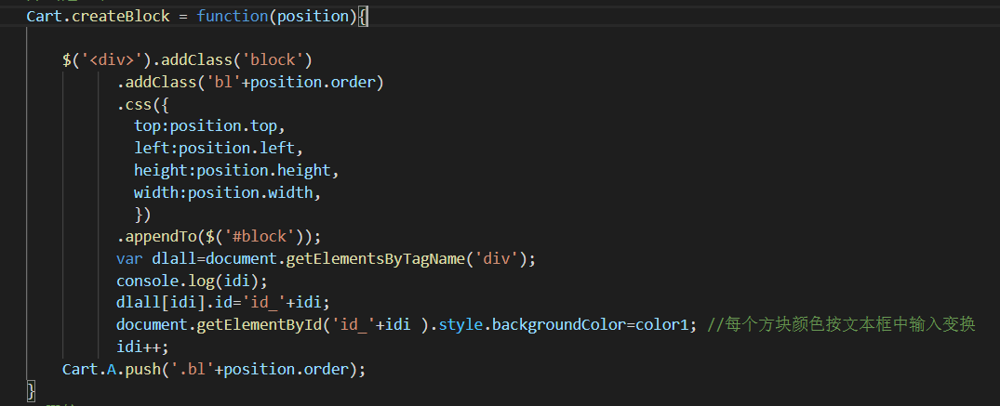 Cart.createBlock = function(position){
$('<div>').addClass('block')
.addClass('bl'+position.order)
.css({
top:position.top,
left:position.left,
height:position.height,
width:position.width,
})
.appendTo($('#block'));
var dlall=document.getElementsByTagName('div');
console.log(idi);
dlall[idi].id='id_'+idi;
document.getElementById('id_'+idi ).style.backgroundColor=color1; //每个方块颜色按文本框中输入变换
idi++;
Cart.A.push('.bl'+position.order);
}